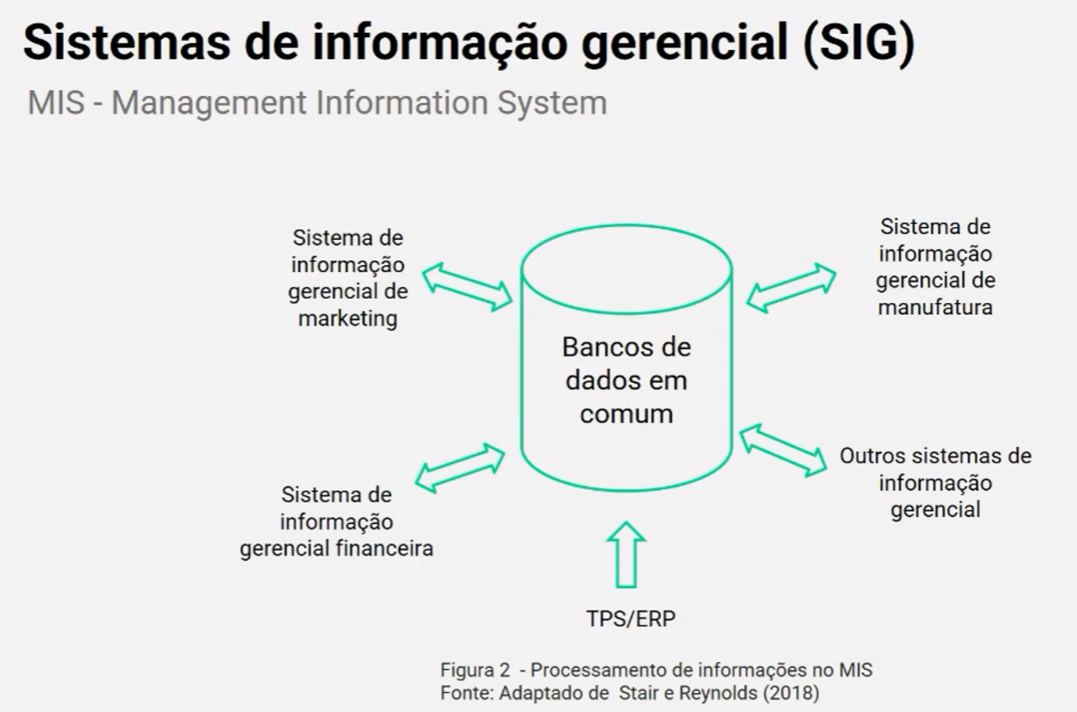 Sistemas de informação gerencial (SIG)
MIS - Management Information System
Sistema de
informação
gerencial de
marketing
Sistema de
informação
gerencial de
manufatura
Bancos de
dados em
comum
Sistema de
informação
gerencial financeira
Outros sistemas de
informação
gerencial
TPS/ERP
Figura 2 - Processamento de informações no MIS
Fonte: Adaptado de Stair e Reynolds (2018)